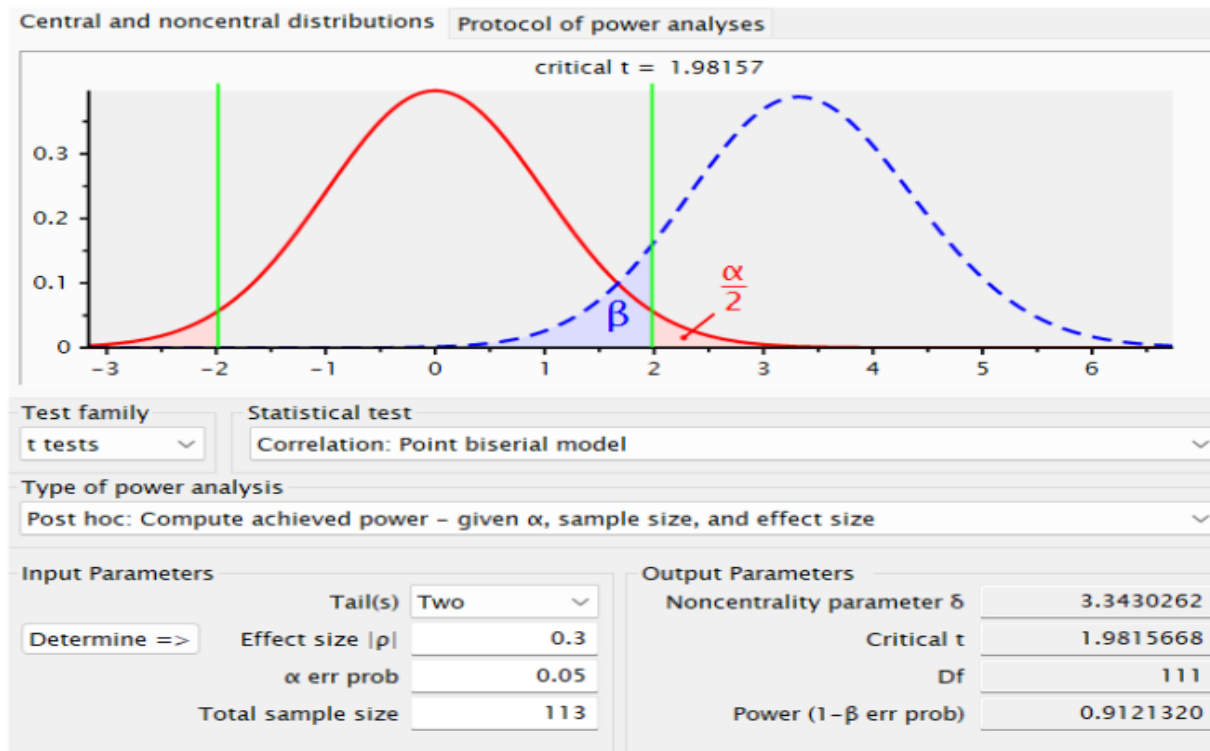 Central and noncentral distributions Protocol of power analyses
critical t = 1.98157
0.3
0.2
0.1
0
α
2
β
-3 -2 -1 0 1 2 3 4 5 6
Test family Statistical test
t tests Correlation: Point biserial model
Type of power analysis
Post hoc: Compute achieved power – given α, sample size, and effect size
Input Parameters Output Parameters
Tail(s) Two Noncentrality parameter δ 3.3430262
Determine => Effect size |ρ| 0.3 Critical t 1.9815668
α err prob 0.05 Df 111
Total sample size 113 Power (1-β err prob) 0.9121320